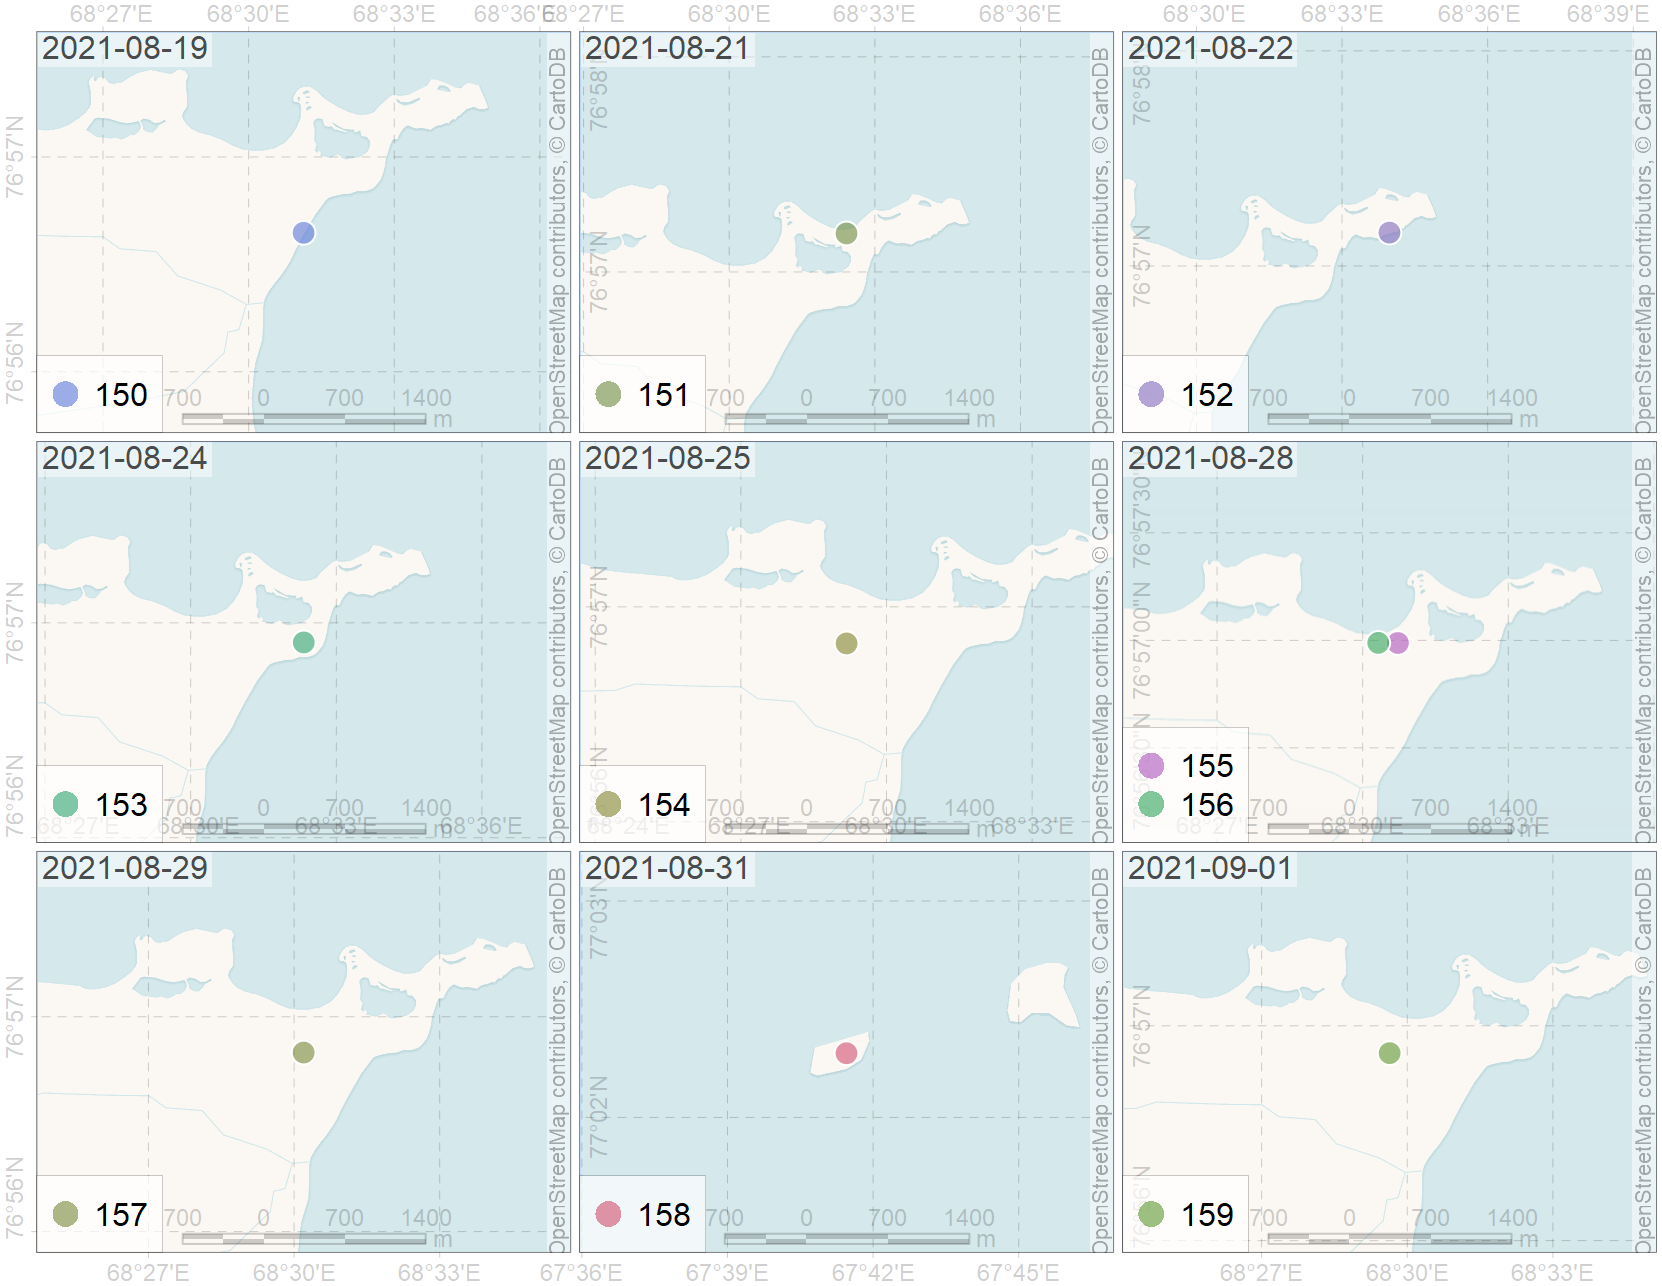 68°27'E 68°30'E 68°33'E 68°36'E 68°27'E 68°30'E 68°33'E 68°36'E 68°30'E 68°33'E 68°36'E 68°39'E
2021-08-19
76°57'N
76°56'N
150
700 0 700 1400
m
OpenStreetMap contributors, © CartoDB
2021-08-21
76°58'
76°57'N
151
700 0 700 1400
m
OpenStreetMap contributors, © CartoDB
2021-08-22
76°58'
76°57'N
152
700 0 700 1400
m
OpenStreetMap contributors, © CartoDB
2021-08-24
76°57'N
76°56'N
153
700 0 700 1400
m
68°27'E 68°30'E 68°33'E 68°36'E
OpenStreetMap contributors, © CartoDB
2021-08-25
76°57'N
76°56'N
154
700 0 700 1400
m
68°24'E 68°27'E 68°30'E 68°33'E
OpenStreetMap contributors, © CartoDB
2021-08-28
76°57'30"
76°57'00"N
155
156
700 0 700 1400
m
68°27'E 68°30'E 68°33'E
OpenStreetMap contributors, © CartoDB
2021-08-29
76°57'N
76°56'N
157
700 0 700 1400
m
OpenStreetMap contributors, © CartoDB
2021-08-31
77°03'N
77°02'N
158
700 0 700 1400
m
OpenStreetMap contributors, © CartoDB
2021-09-01
76°57'N
76°56'N
159
700 0 700 1400
m
OpenStreetMap contributors, © CartoDB
68°27'E 68°30'E 68°33'E 67°36'E 67°39'E 67°42'E 67°45'E 68°27'E 68°30'E 68°33'E